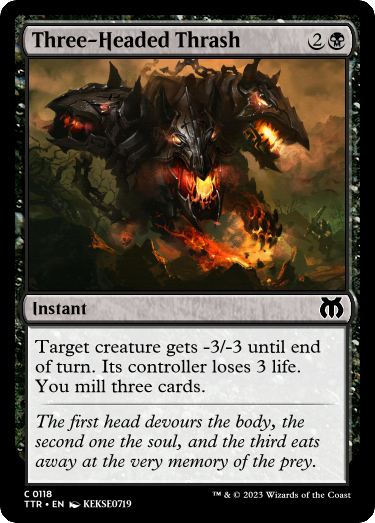 Three-Headed Thrash 2
Instant
Target creature gets -3/-3 until end
of turn. Its controller loses 3 life.
You mill three cards.
The first head devours the body, the
second one the soul, and the third eats
away at the very memory of the prey.
C 0118
TTR • EN KEKSE0719
™ & © 2023 Wizards of the Coast